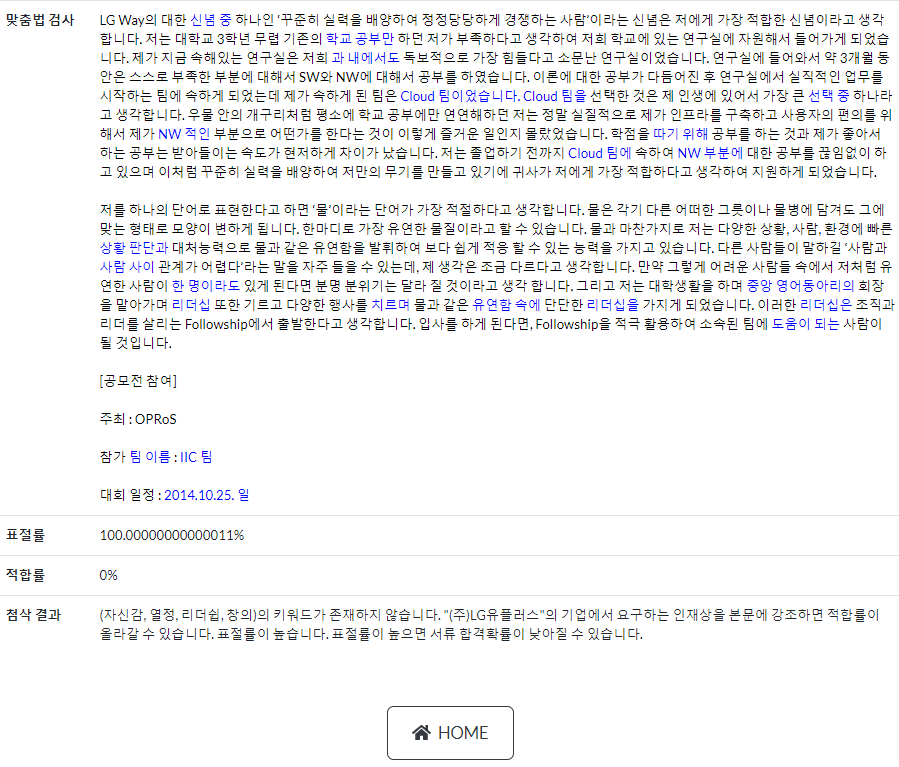 맞춤법 검사
LG Way의 대한 신념 중 하나인 '꾸준히 실력을 배양하여 정정당당하게 경쟁하는 사람'이라는 신념은 저에게 가장 적합한 신념이라고 생각
합니다. 저는 대학교 3학년 무렵 기존의 학교 공부만 하던 저가 부족하다고 생각하여 저희 학교에 있는 연구실에 자원해서 들어가게 되었습
니다. 제가 지금 속해있는 연구실은 저희 과 내에서도 독보적으로 가장 힘들다고 소문난 연구실이었습니다. 연구실에 들어와서 약 3개월 동
안은 스스로 부족한 부분에 대해서 SW와 NW에 대해서 공부를 하였습니다. 이론에 대한 공부가 다듬어진 후 연구실에서 실직적인 업무를
시작하는 팀에 속하게 되었는데 제가 속하게 된 팀은 Cloud 팀이었습니다. Cloud 팀을 선택한 것은 제 인생에 있어서 가장 큰 선택 중 하나라
고 생각합니다. 우물 안의 개구리처럼 평소에 학교 공부에만 연연해하던 저는 정말 실질적으로 제가 인프라를 구축하고 사용자의 편의를 위
해서 제가 NW 적인 부분으로 어떤가를 한다는 것이 이렇게 즐거운 일인지 몰랐었습니다. 학점을 따기 위해 공부를 하는 것과 제가 좋아서
하는 공부는 받아들이는 속도가 현저하게 차이가 났습니다. 저는 졸업하기 전까지 Cloud 팀에 속하여 NW 부분에 대한 공부를 끊임없이 하
고 있으며 이처럼 꾸준히 실력을 배양하여 저만의 무기를 만들고 있기에 귀사가 저에게 가장 적합하다고 생각하여 지원하게 되었습니다.
저를 하나의 단어로 표현한다고 하면 '물'이라는 단어가 가장 적절하다고 생각합니다. 물은 각기 다른 어떠한 그릇이나 물병에 담겨도 그에
맞는 형태로 모양이 변하게 됩니다. 한마디로 가장 유연한 물질이라고 할 수 있습니다. 물과 마찬가지로 저는 다양한 상황, 사람, 환경에 빠른
상황 판단과 대처능력으로 물과 같은 유연함을 발휘하여 보다 쉽게 적응 할 수 있는 능력을 가지고 있습니다. 다른 사람들이 말하길 '사람과
사람 사이 관계가 어렵다'라는 말을 자주 들을 수 있는데, 제 생각은 조금 다르다고 생각합니다. 만약 그렇게 어려운 사람들 속에서 저처럼 유
연한 사람이 한 명이라도 있게 된다면 분명 분위기는 달라 질 것이라고 생각 합니다. 그리고 저는 대학생활을 하며 중앙 영어동아리의 회장
을 맡아가며 리더십 또한 기르고 다양한 행사를 치르며 물과 같은 유연함 속에 단단한 리더십을 가지게 되었습니다. 이러한 리더십은 조직과
리더를 살리는 Followship에서 출발한다고 생각합니다. 입사를 하게 된다면, Followship을 적극 활용하여 소속된 팀에 도움이 되는 사람이
될 것입니다.
[공모전 참여]
주최 : OPRoS
참가 팀 이름 : IIC 팀
대회 일정 : 2014.10.25. 일
표절률
100.00000000000011%
적합률
0%
첨삭 결과
(자신감, 열정, 리더쉽, 창의)의 키워드가 존재하지 않습니다. "(주)LG유플러스"의 기업에서 요구하는 인재상을 본문에 강조하면 적합률이
올라갈 수 있습니다. 표절률이 높습니다. 표절률이 높으면 서류 합격확률이 낮아질 수 있습니다.
HOME